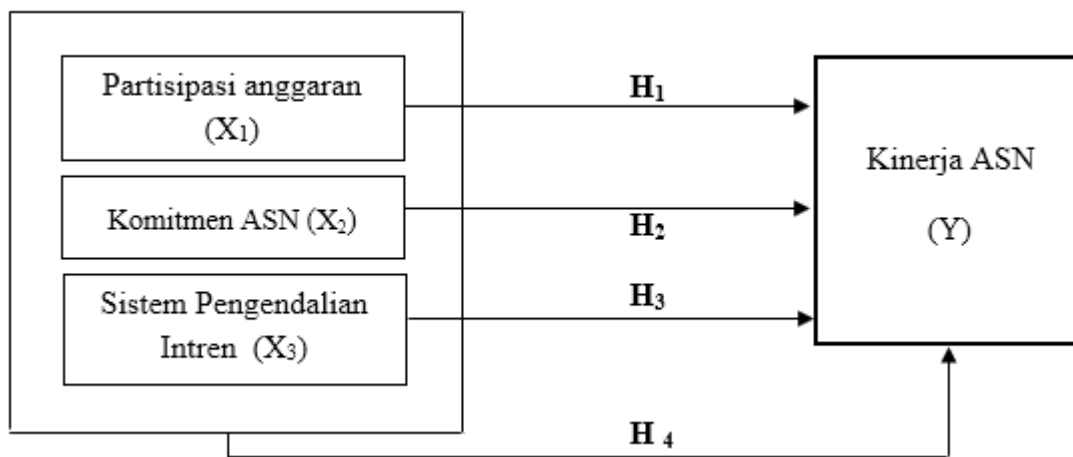 Partisipasi anggaran
(X₁)
H₁
Kinerja ASN
(Y)
Komitmen ASN (X₂)
H₂
Sistem Pengendalian
Intren (X₃)
H₃
H ₄